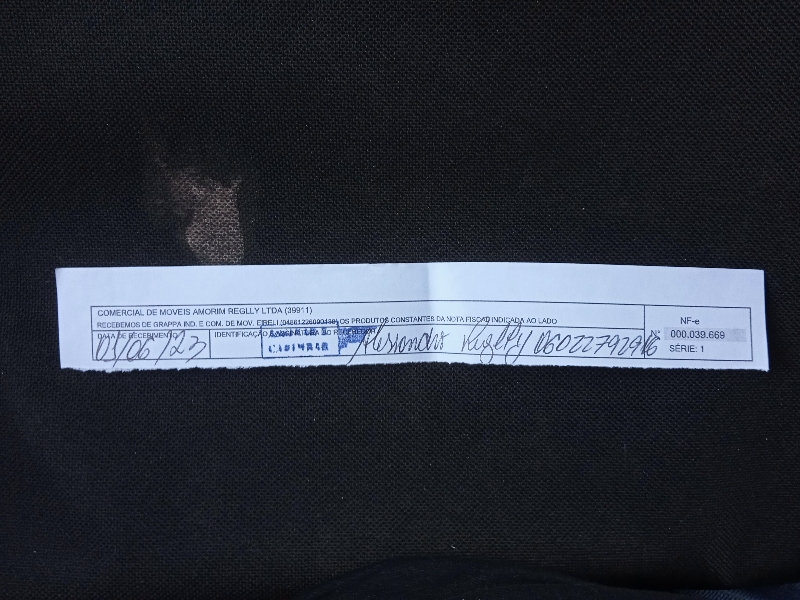 COMERCIAL DE MOVEIS AMORIM REGLLY LTDA (39911)
RECEBEMOS DE GRAPPA IND. E COM. DE MOV. EIRELI (04861226000438) OS PRODUTOS CONSTANTES DA NOTA FISCAL INDICADA AO LADO
NF-e
Nº 000.039.669
SÉRIE: 1
DATA DE RECEBIMENTO
IDENTIFICAÇÃO E ASSINATURA DO RECEBEDOR
/06/23
Reglly